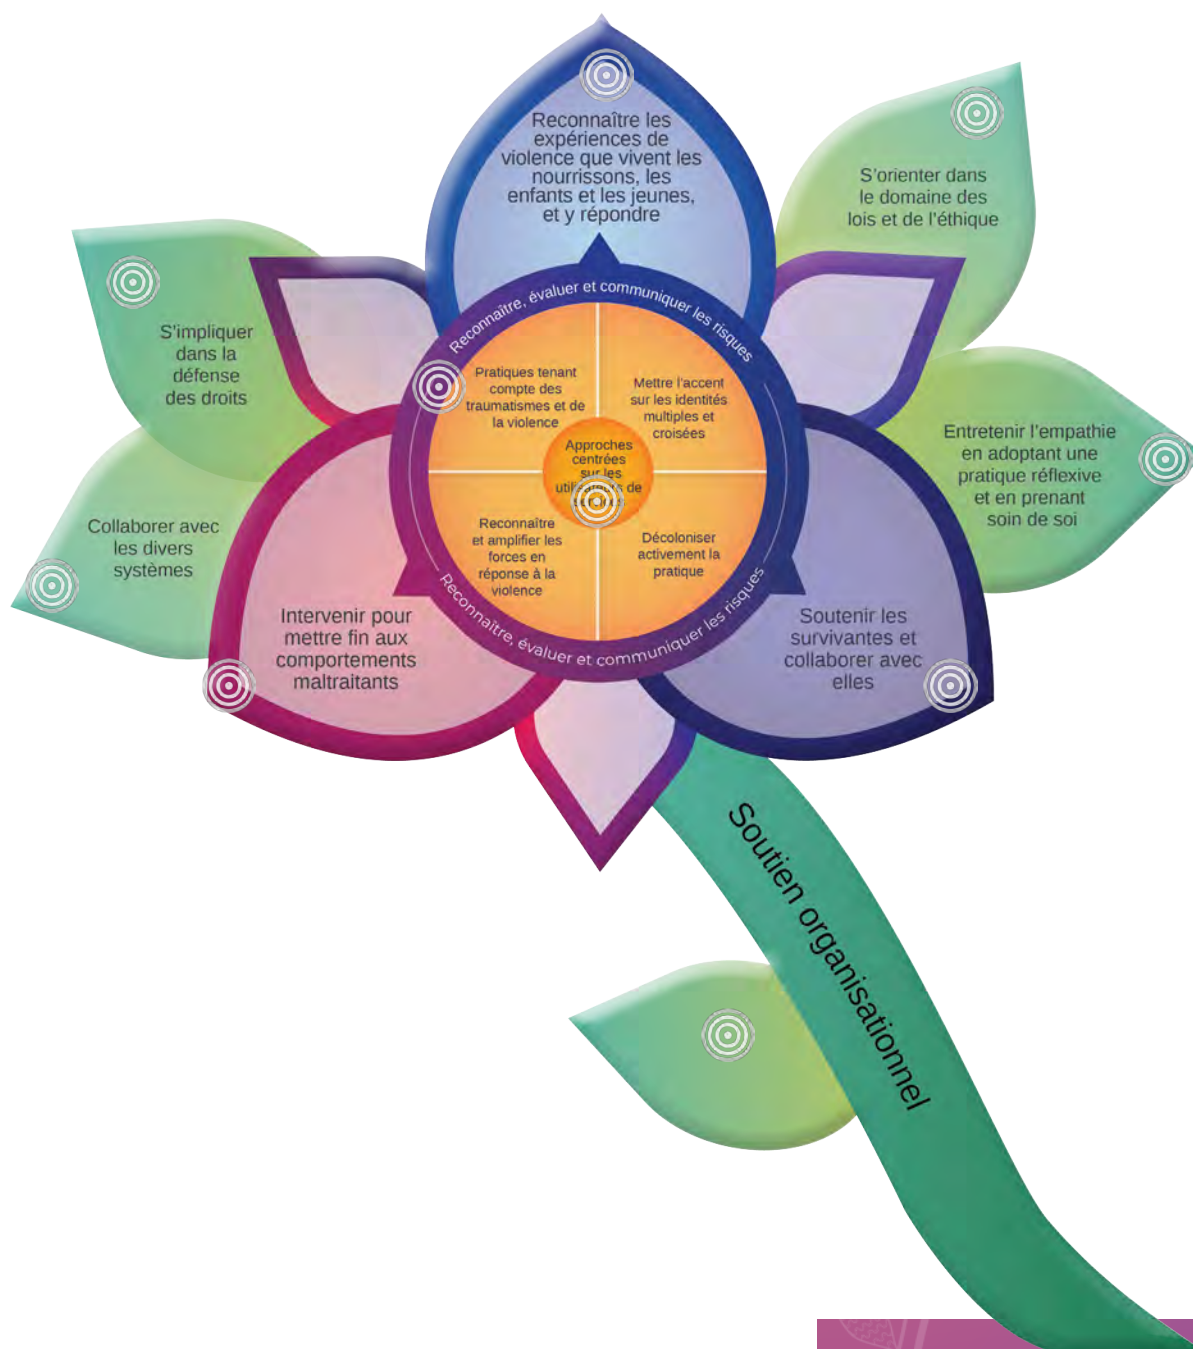 Reconnaître les
expériences de
violence que vivent les
nourrissons, les
enfants et les jeunes,
et y répondre
S'orienter dans
le domaine des
lois et de l'éthique
S'impliquer
dans la
défense
des droits
Reconnaître, évaluer et communiquer les risques
Pratiques tenant
compte des
traumatismes et de
la violence
Mettre l'accent
sur les identités
multiples et
croisées
Entretenir l'empathie
en adoptant une
pratique réflexive
et en prenant
soin de soi
Approches
centrées
sur les
de
Collaborer avec
les divers
systèmes
Reconnaître
et amplifier les
forces en
réponse à la
violence
Décoloniser
activement la
pratique
Reconnaître, évaluer et communiquer les risques
Intervenir pour
mettre fin aux
comportements
maltraitants
Soutenir les
survivantes et
collaborer avec
elles
Soutien organisationnel